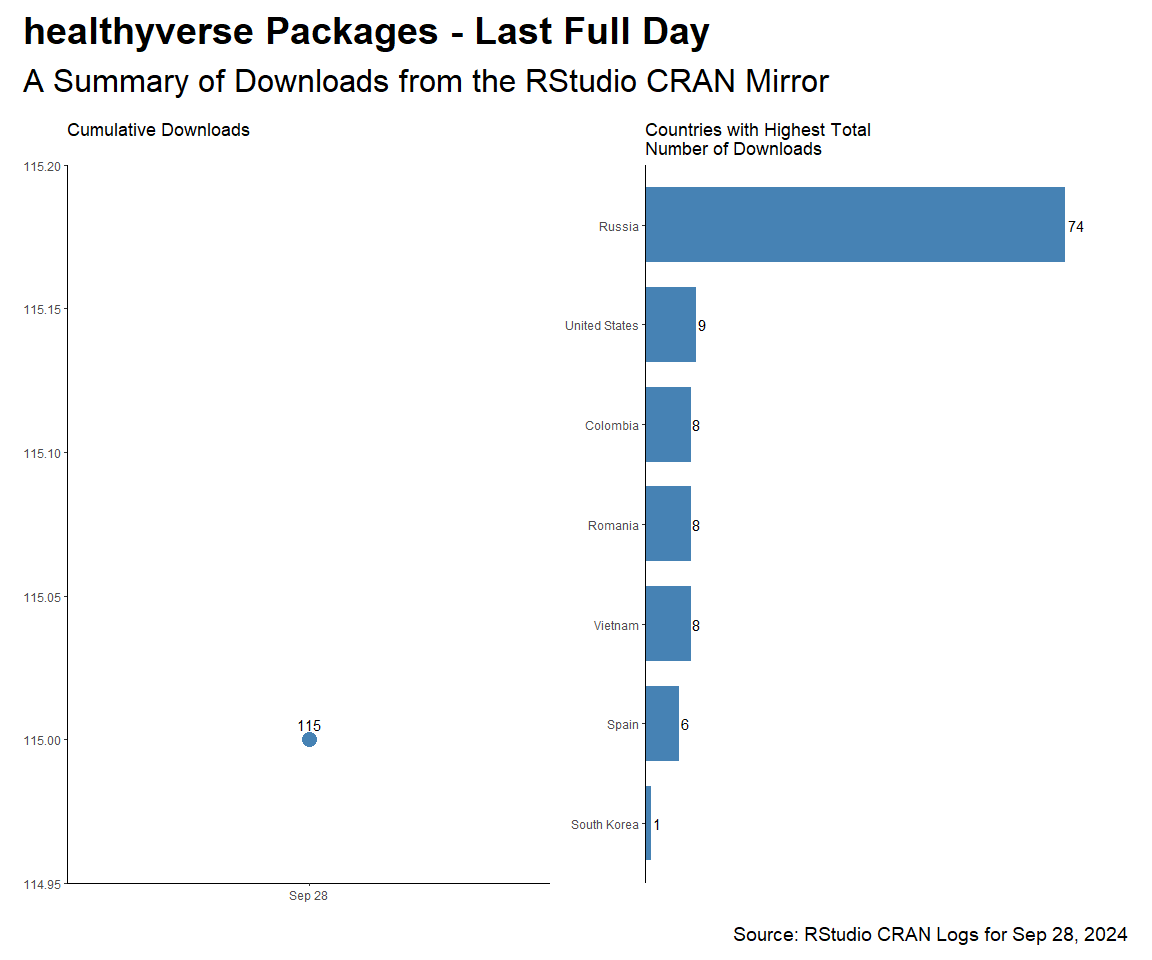 healthyverse Packages - Last Full Day
A Summary of Downloads from the RStudio CRAN Mirror
Cumulative Downloads
115.20
115.15
115.10
115.05
115.00
114.95
115
Sep 28
Countries with Highest Total
Number of Downloads
Russia 74
United States 9
Colombia 8
Romania 8
Vietnam 8
Spain 6
South Korea 1
Source: RStudio CRAN Logs for Sep 28, 2024